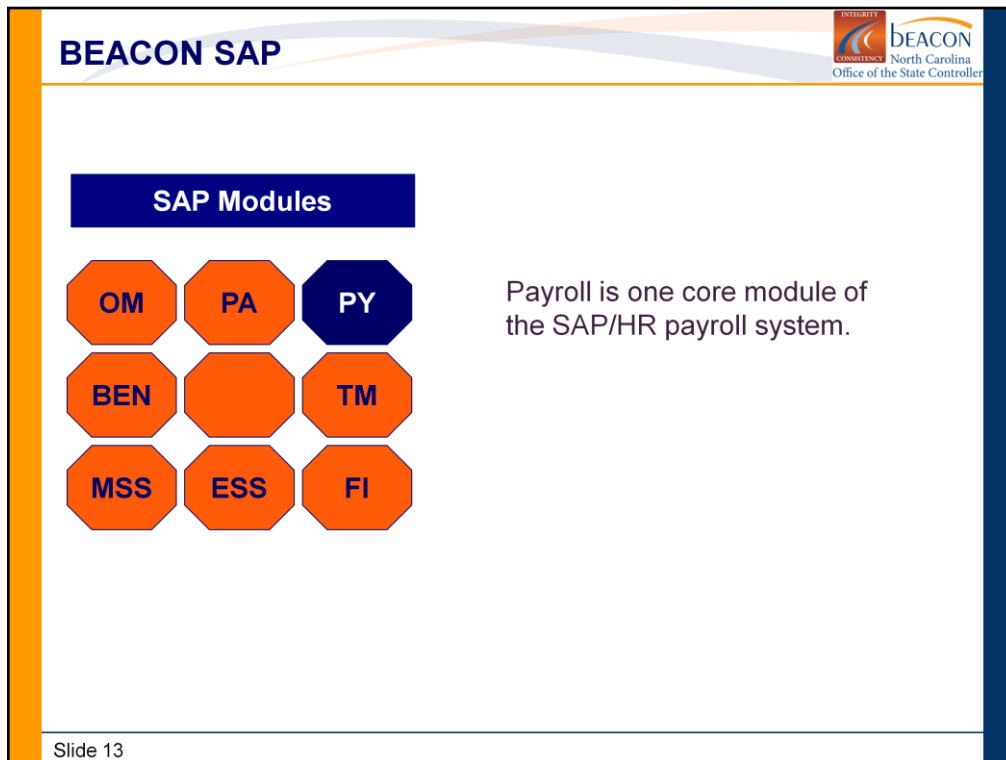 BEACON SAP
INTEGRITY
CONSISTENCY
bEACON
North Carolina
Office of the State Controller
SAP Modules
OM PA PY
BEN TM
MSS ESS FI
Payroll is one core module of
the SAP/HR payroll system.
Slide 13